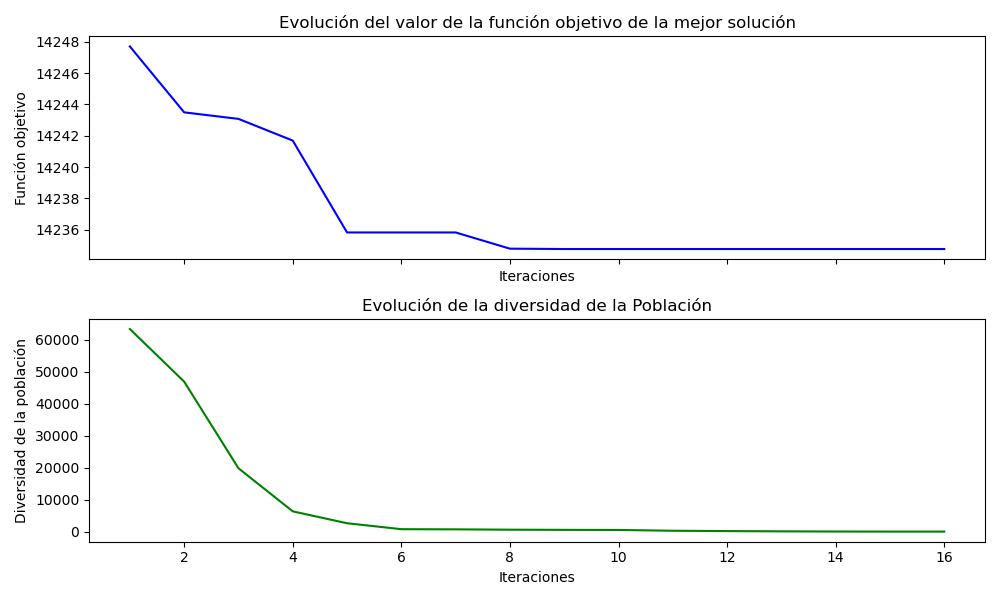 Evolución del valor de la función objetivo de la mejor solución
14248
14246
14244
14242
14240
14238
14236
Función objetivo
Iteraciones
Evolución de la diversidad de la Población
60000
50000
40000
30000
20000
10000
0
Diversidad de la población
2 4 6 8 10 12 14 16
Iteraciones